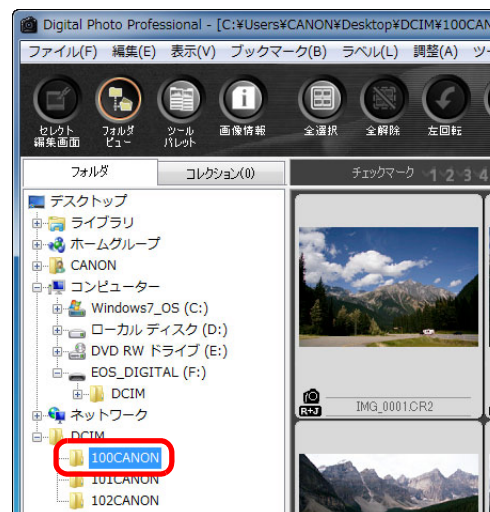 Digital Photo Professional - [C:¥Users¥CANON¥Desktop¥DCIM¥100CAN
ファイル(F) 編集(E) 表示(V) ブックマーク(B) ラベル(L) 調整(A) ツ
セレクト編集画面 フォルダビュー ツールパレット 画像情報 全選択 全解除 左回転
フォルダ コレクション(0) チェックマーク 1 2 3 4
デスクトップ
ライブラリ
ホームグループ
CANON
コンピューター
Windows7_OS (C:)
ローカル ディスク (D:)
DVD RW ドライブ (E:)
EOS_DIGITAL (F:)
DCIM
R+J IMG_0001.CR2
ネットワーク
DCIM
100CANON
101CANON
102CANON